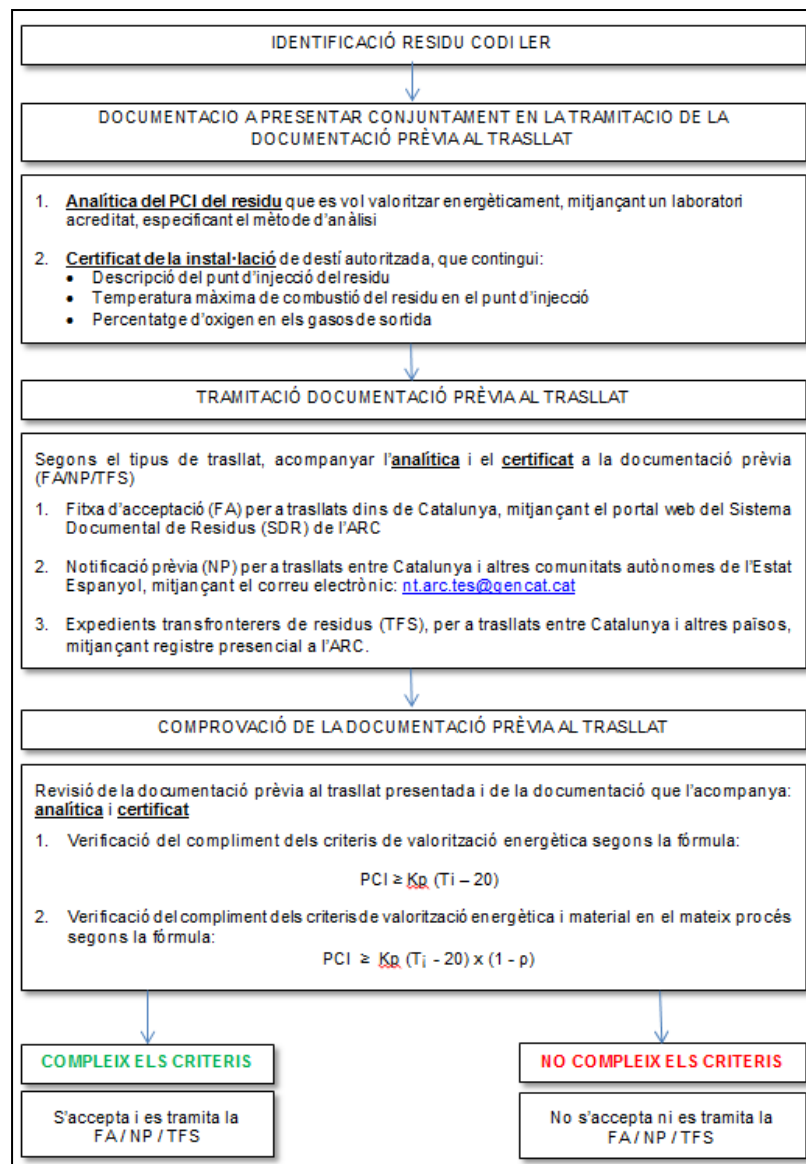 IDENTIFICACIÓ RESIDU CODI LER
DOCUMENTACIO A PRESENTAR CONJUNTAMENT EN LA TRAMITACIO DE LA
DOCUMENTACIÓ PRÈVIA AL TRASLLAT
1. Analítica del PCI del residu que es vol valoritzar energèticament, mitjançant un laboratori
acreditat, especificant el mètode d'anàlisi
2. Certificat de la instal·lació de destí autoritzada, que contingui:
• Descripció del punt d'injecció del residu
• Temperatura màxima de combustió del residu en el punt d'injecció
• Percentatge d'oxigen en els gasos de sortida
TRAMITACIÓ DOCUMENTACIÓ PRÈVIA AL TRASLLAT
Segons el tipus de trasllat, acompanyar l'analítica i el certificat a la documentació prèvia
(FA/NP/TFS)
1. Fitxa d'acceptació (FA) per a trasllats dins de Catalunya, mitjançant el portal web del Sistema
Documental de Residus (SDR) de l'ARC
2. Notificació prèvia (NP) per a trasllats entre Catalunya i altres comunitats autònomes de l'Estat
Espanyol, mitjançant el correu electrònic: nt.arc.tes@gencat.cat
3. Expedients transfronterers de residus (TFS), per a trasllats entre Catalunya i altres països,
mitjançant registre presencial a l'ARC.
COMPROVACIÓ DE LA DOCUMENTACIÓ PRÈVIA AL TRASLLAT
Revisió de la documentació prèvia al trasllat presentada i de la documentació que l'acompanya:
analítica i certificat
1. Verificació del compliment dels criteris de valorització energètica segons la fórmula:
PCI ≥ Kp (Ti – 20)
2. Verificació del compliment dels criteris de valorització energètica i material en el mateix procés
segons la fórmula:
PCI ≥ Kp (Ti - 20) x (1 - ρ)
COMPLEIX ELS CRITERIS
NO COMPLEIX ELS CRITERIS
S'accepta i es tramita la
FA / NP / TFS
No s'accepta ni es tramita la
FA / NP / TFS